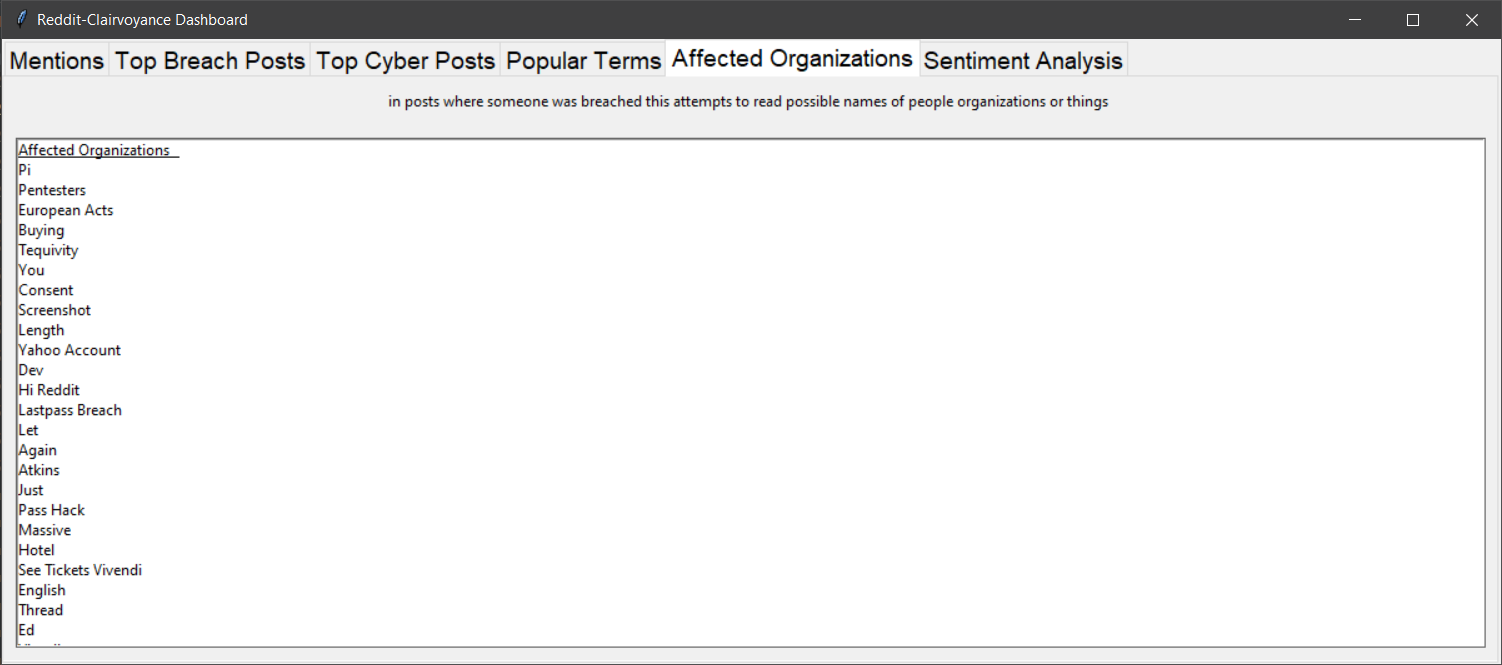 Reddit-Clairvoyance Dashboard
Mentions Top Breach Posts Top Cyber Posts Popular Terms Affected Organizations Sentiment Analysis
in posts where someone was breached this attempts to read possible names of people organizations or things
Affected Organizations
Pi
Pentesters
European Acts
Buying
Tequivity
You
Consent
Screenshot
Length
Yahoo Account
Dev
Hi Reddit
Lastpass Breach
Let
Again
Atkins
Just
Pass Hack
Massive
Hotel
See Tickets Vivendi
English
Thread
Ed